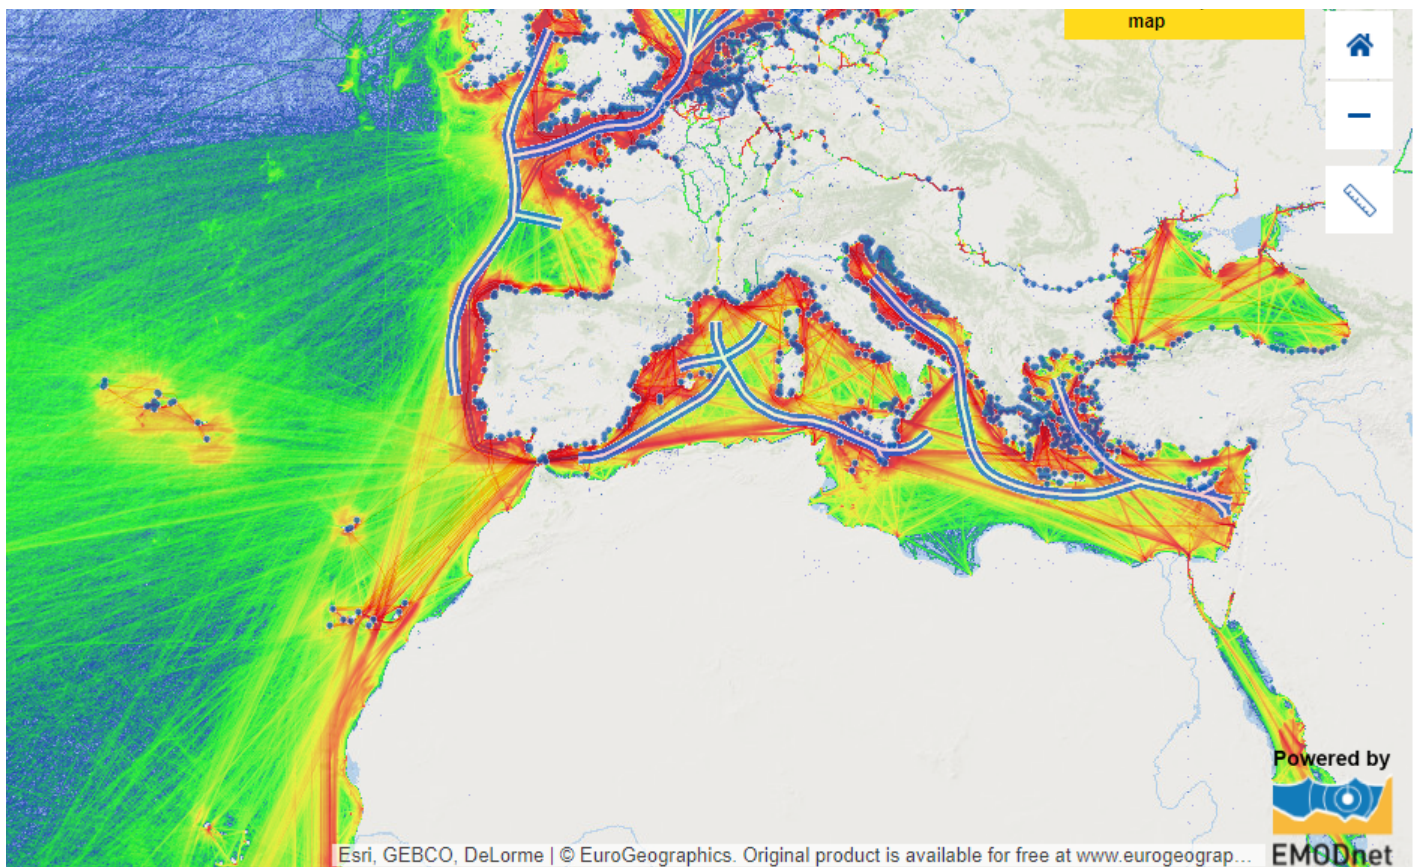 map
Powered by
EMODnet
Esri, GEBCO, DeLorme | © EuroGeographics. Original product is available for free at www.eurogeograp...